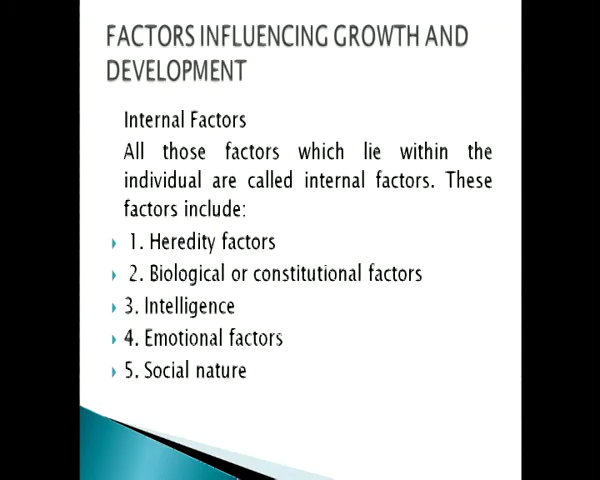 FACTORS INFLUENCING GROWTH AND
DEVELOPMENT
Internal Factors
All those factors which lie within the
individual are called internal factors. These
factors include:
1. Heredity factors
2. Biological or constitutional factors
3. Intelligence
4. Emotional factors
5. Social nature